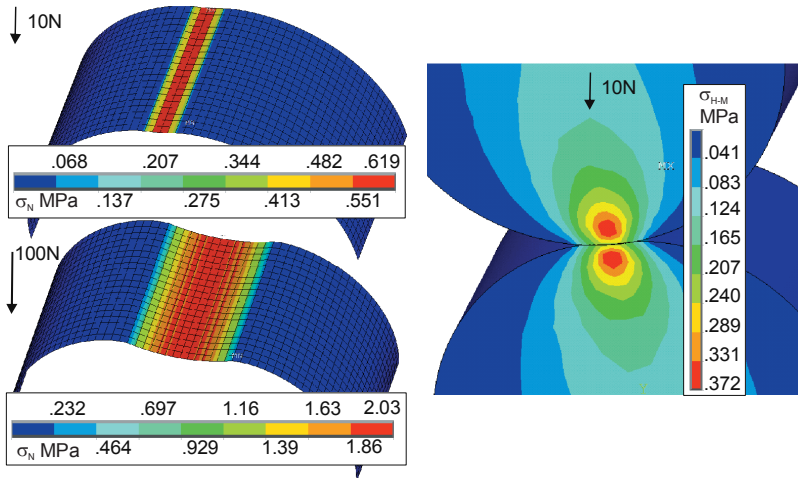 10N
.068 .207 .344 .482 .619
σN MPa .137 .275 .413 .551
100N
.232 .697 1.16 1.63 2.03
σN MPa .464 .929 1.39 1.86
10N
MX
σH-M
MPa
.041
.083
.124
.165
.207
.240
.289
.331
.372